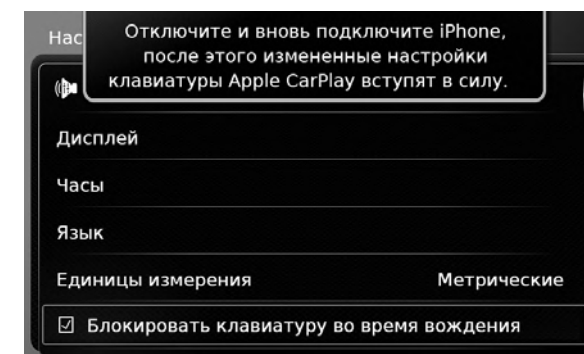 Нас
Отключите и вновь подключите iPhone,
после этого измененные настройки
клавиатуры Apple CarPlay вступят в силу.
Дисплей
Часы
Язык
Единицы измерения Метрические
Блокировать клавиатуру во время вождения